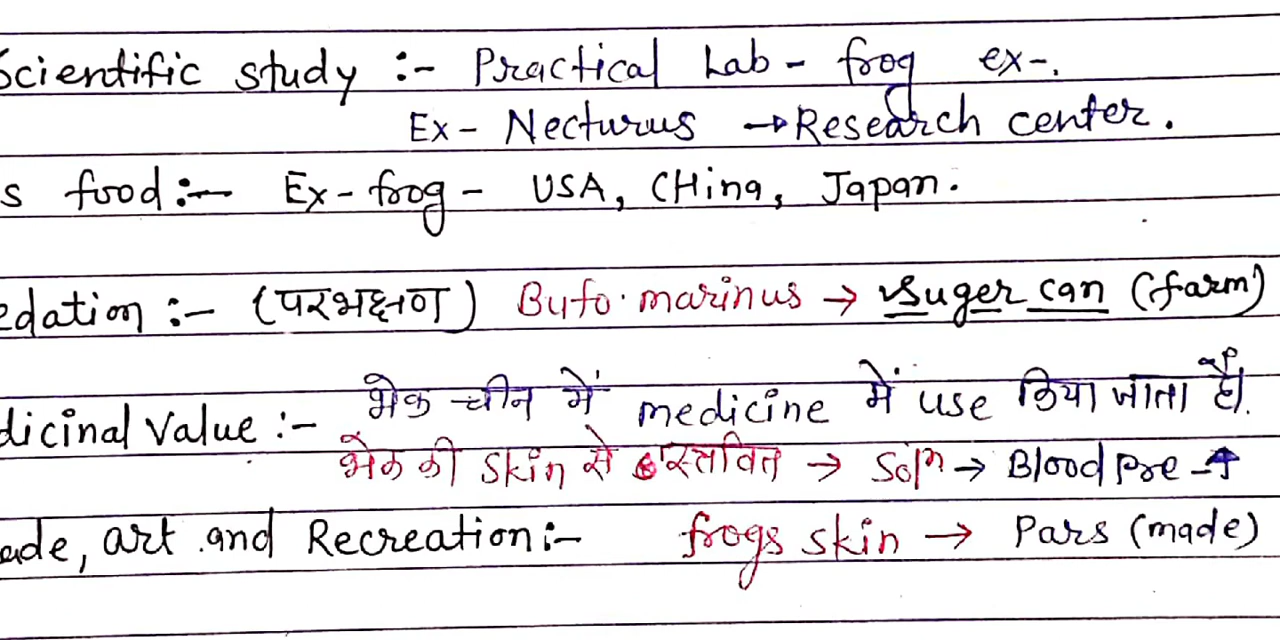 Scientific study :- Practical Lab - frog ex-.
Ex - Necturus → Research center.
s food :- Ex - frog - USA, CHina, Japan.
edation :- (परभक्षण) Bufo. marinus → Suger can (farm)
भेक चीन में medicine में use किया जाता है।
dicinal Value :-
भेक की skin से स्तवित → Solⁿ → Blood pre - ↑
ade, art and Recreation :- frogs skin → Pars (made)